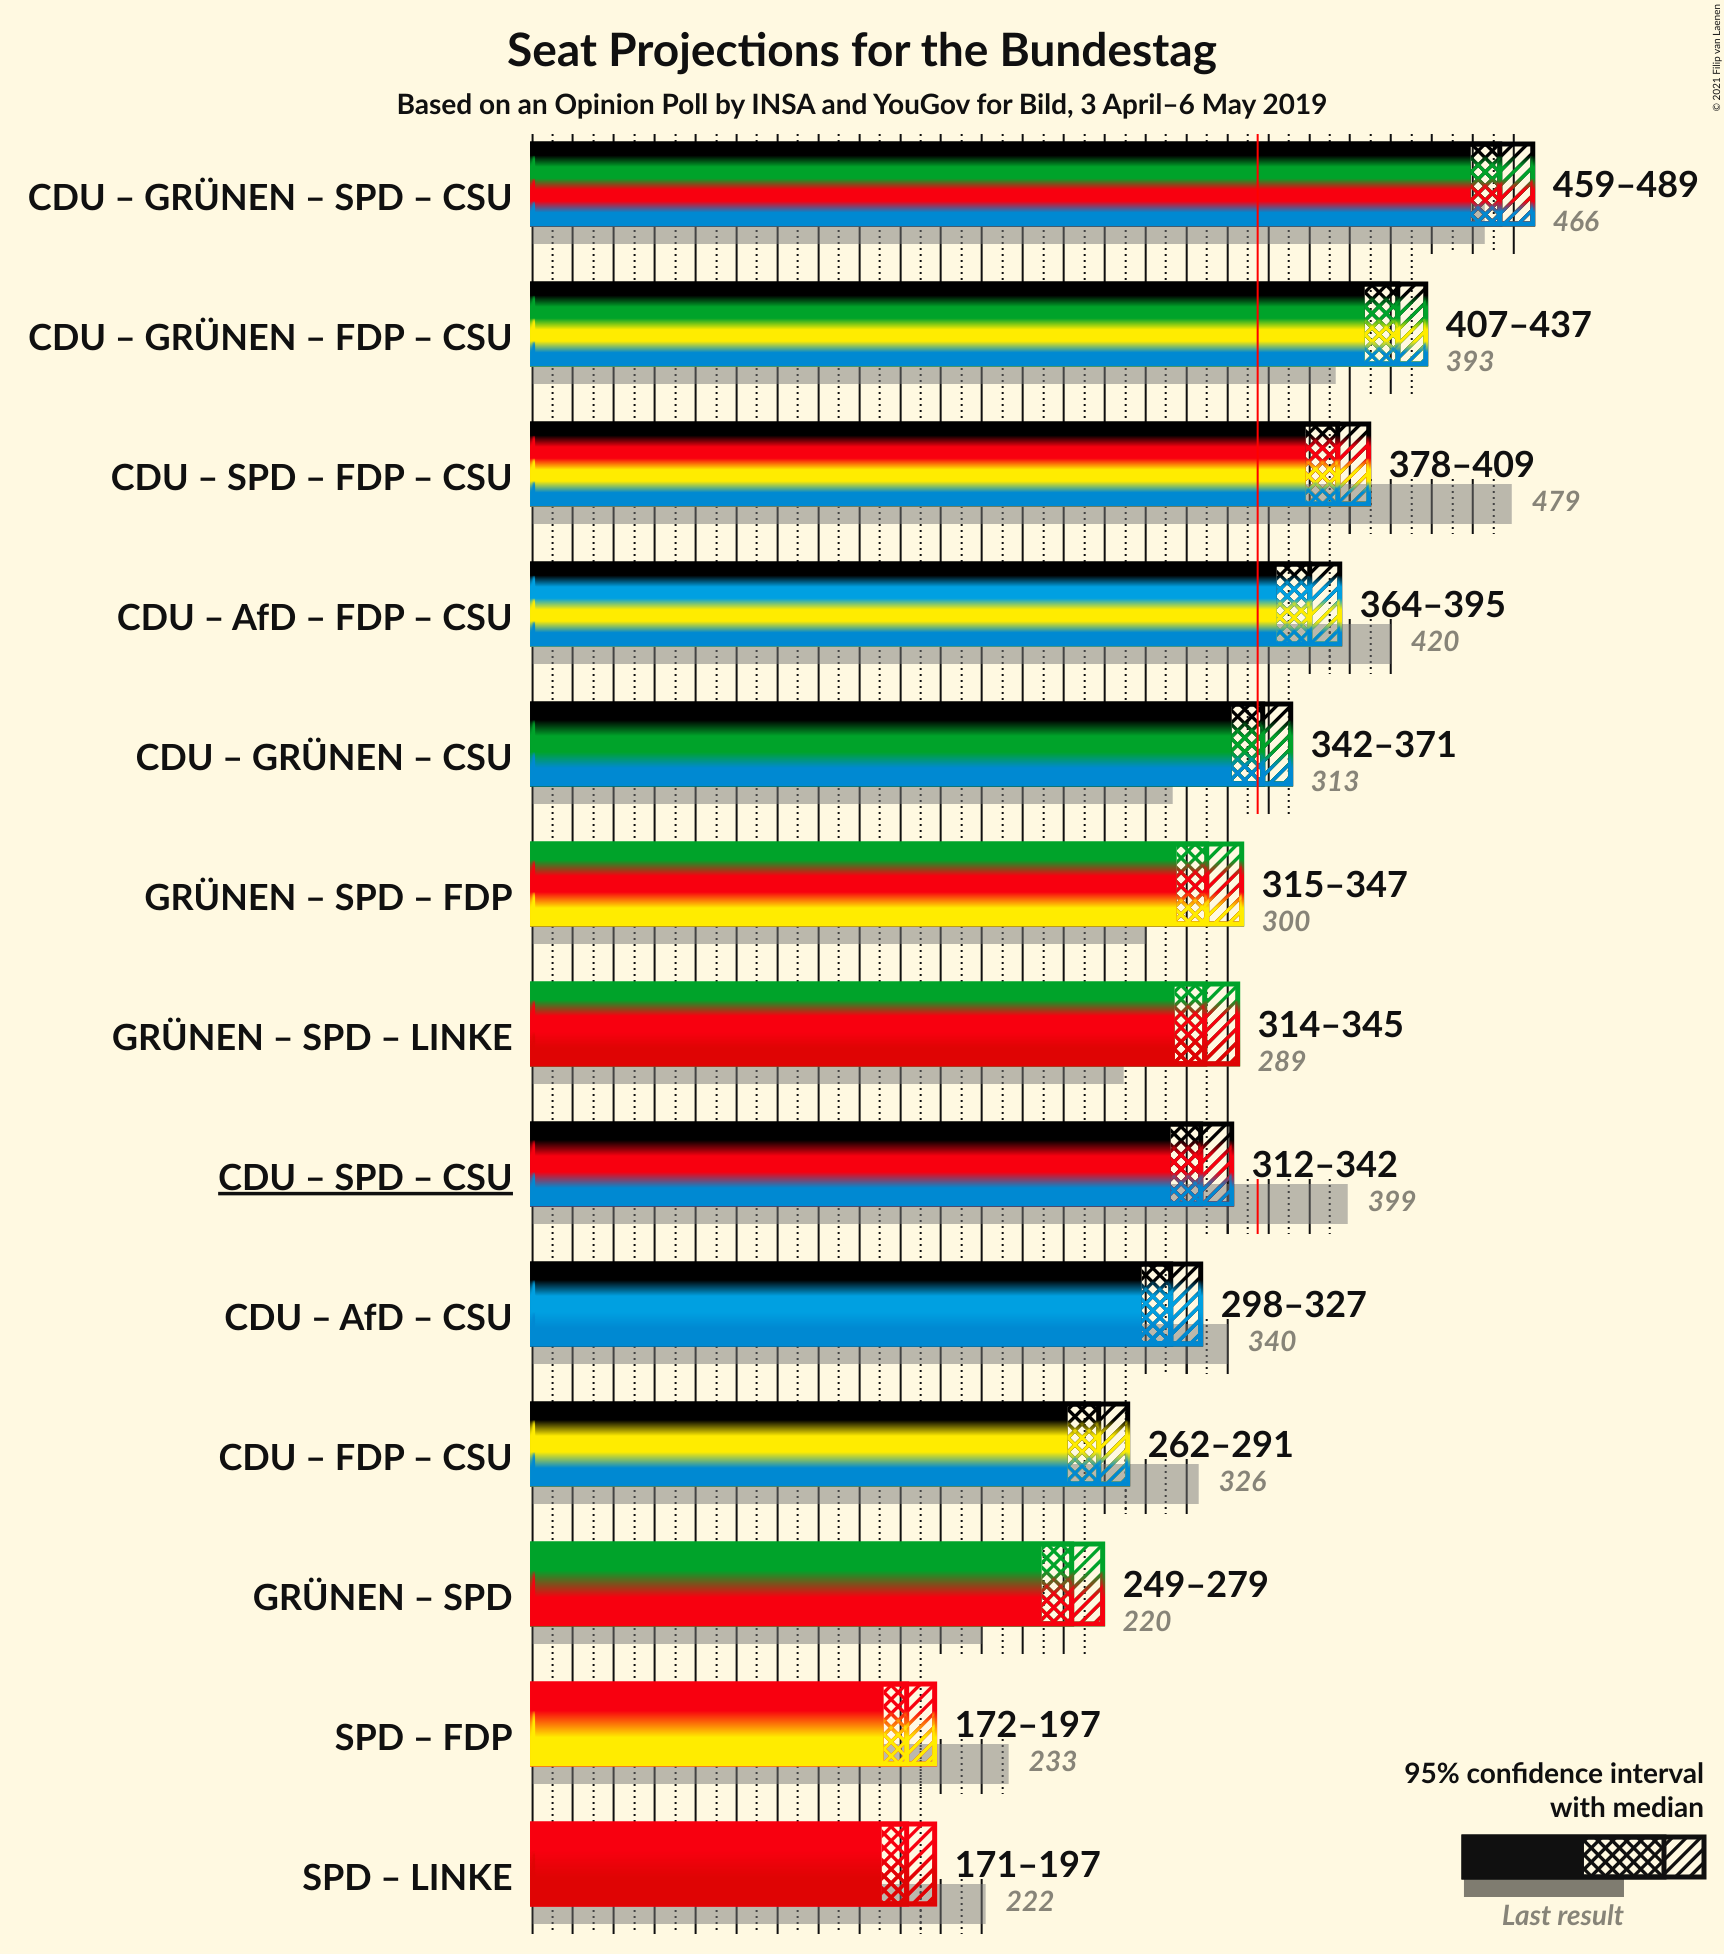 Seat Projections for the Bundestag
Based on an Opinion Poll by INSA and YouGov for Bild, 3 April–6 May 2019
© 2021 Filip van Laenen
CDU – GRÜNEN – SPD – CSU
459–489
466
CDU – GRÜNEN – FDP – CSU
407–437
393
CDU – SPD – FDP – CSU
378–409
479
CDU – AfD – FDP – CSU
364–395
420
CDU – GRÜNEN – CSU
342–371
313
GRÜNEN – SPD – FDP
315–347
300
GRÜNEN – SPD – LINKE
314–345
289
CDU – SPD – CSU
312–342
399
CDU – AfD – CSU
298–327
340
CDU – FDP – CSU
262–291
326
GRÜNEN – SPD
249–279
220
SPD – FDP
172–197
233
SPD – LINKE
171–197
222
95% confidence interval
with median
Last result